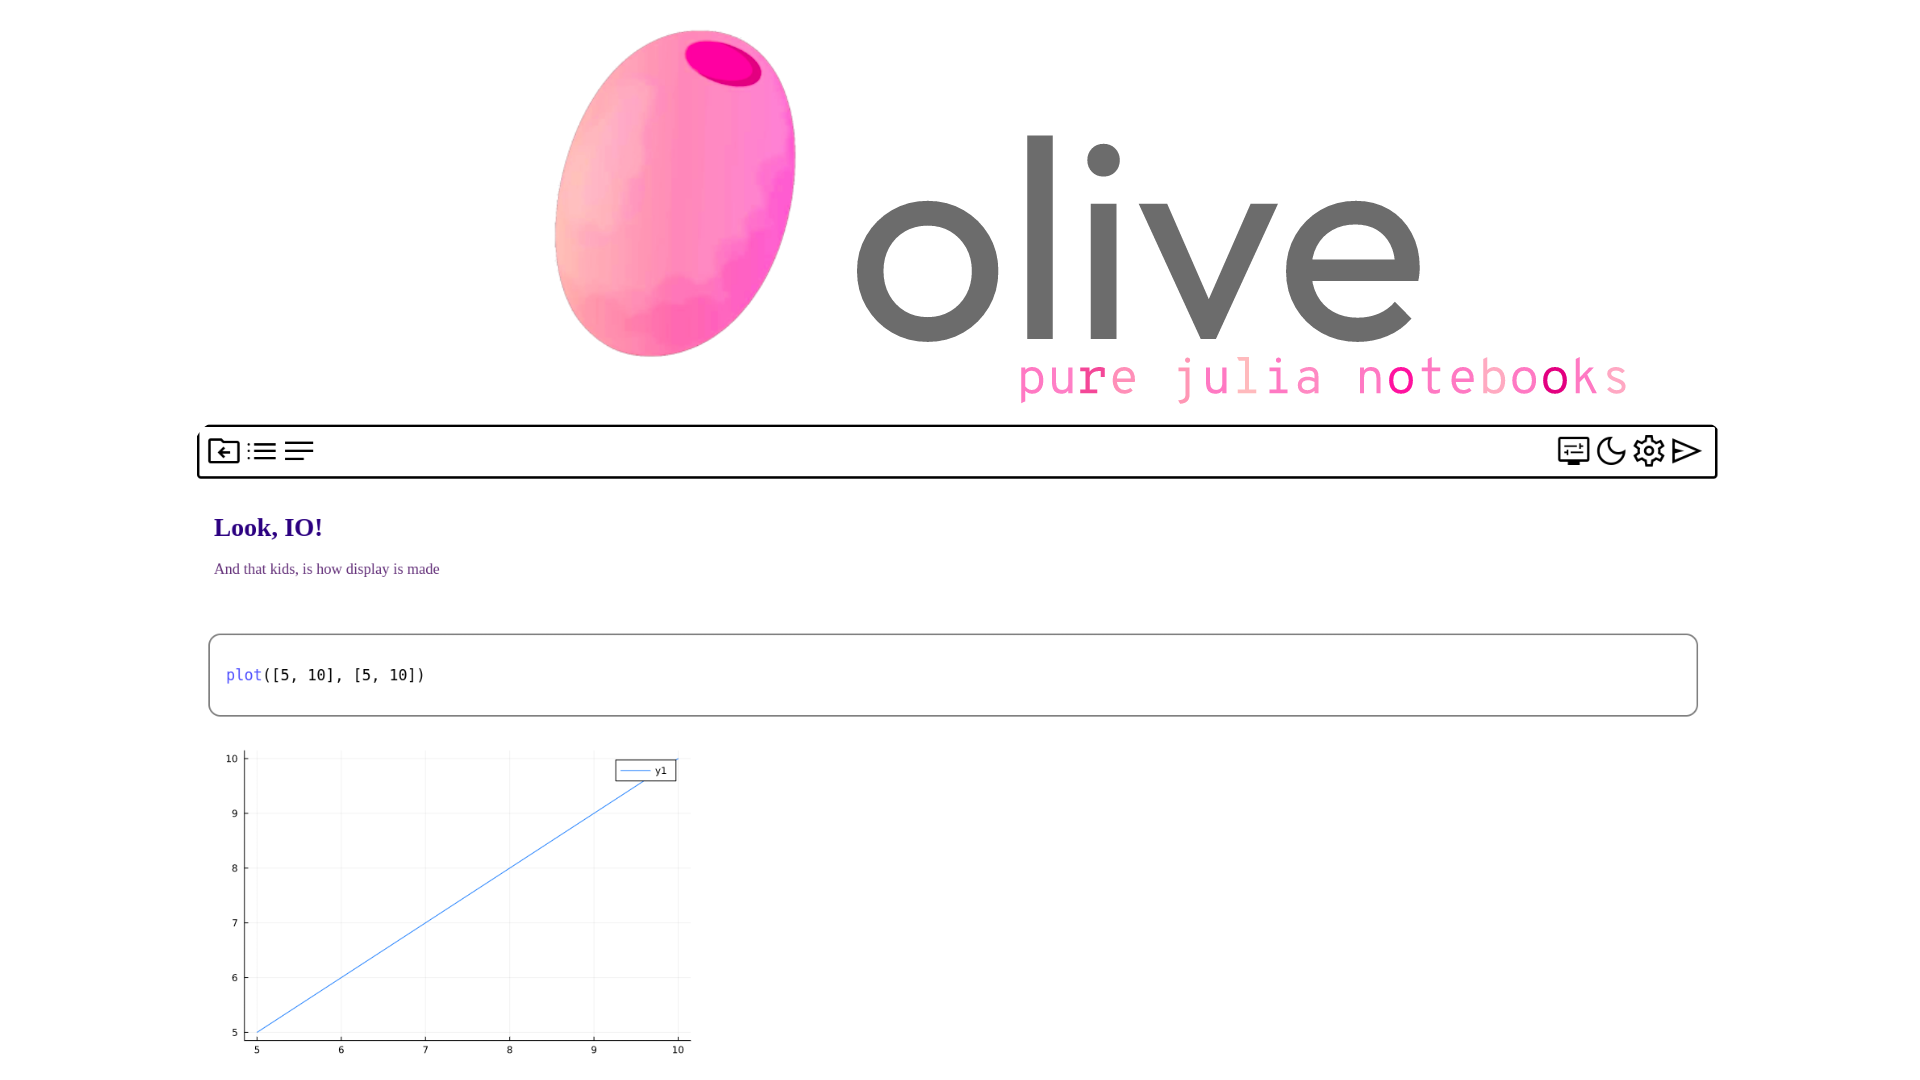 olive
pure julia notebooks
Look, IO!
And that kids, is how display is made
plot([5, 10], [5, 10])
10
y1
9
8
7
6
5
5 6 7 8 9 10